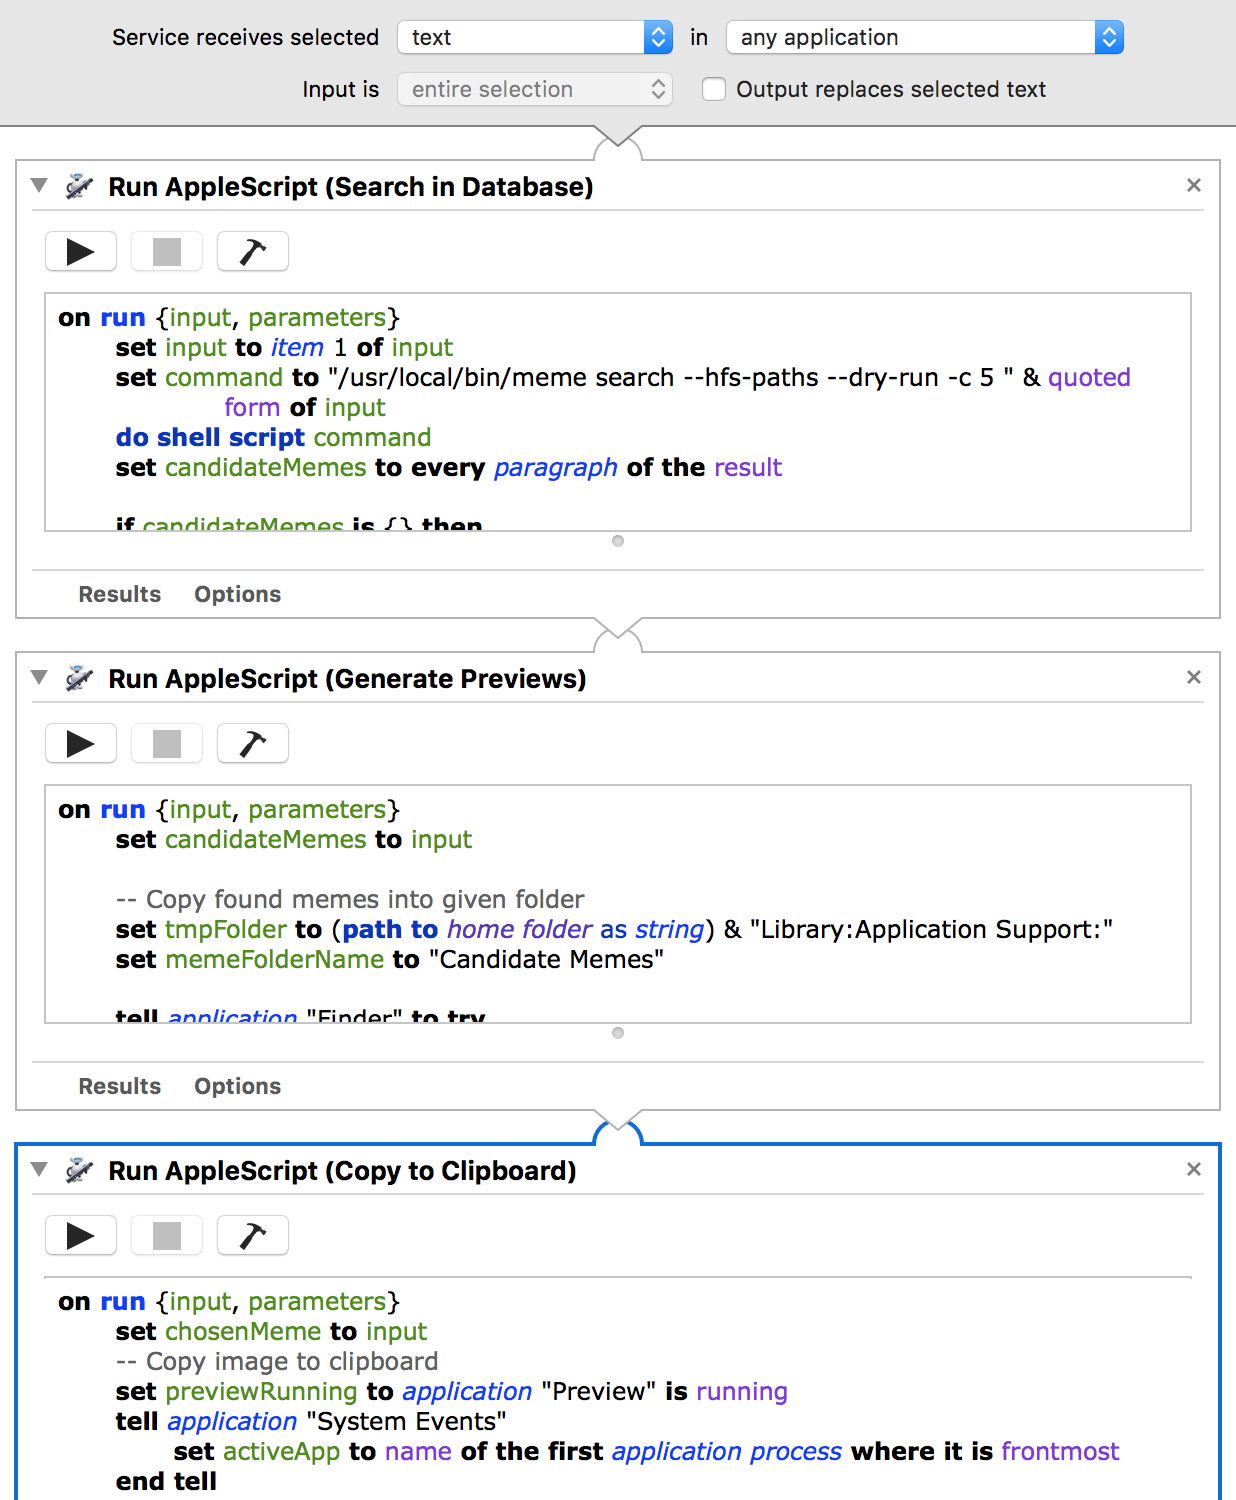 Service receives selected text in any application
Input is entire selection Output replaces selected text
Run AppleScript (Search in Database)
on run {input, parameters}
set input to item 1 of input
set command to "/usr/local/bin/meme search --hfs-paths --dry-run -c 5 " & quoted
form of input
do shell script command
set candidateMemes to every paragraph of the result
if candidateMemes is {} then
Results Options
Run AppleScript (Generate Previews)
on run {input, parameters}
set candidateMemes to input
-- Copy found memes into given folder
set tmpFolder to (path to home folder as string) & "Library:Application Support:"
set memeFolderName to "Candidate Memes"
tell application "Finder" to try
Results Options
Run AppleScript (Copy to Clipboard)
on run {input, parameters}
set chosenMeme to input
-- Copy image to clipboard
set previewRunning to application "Preview" is running
tell application "System Events"
set activeApp to name of the first application process where it is frontmost
end tell